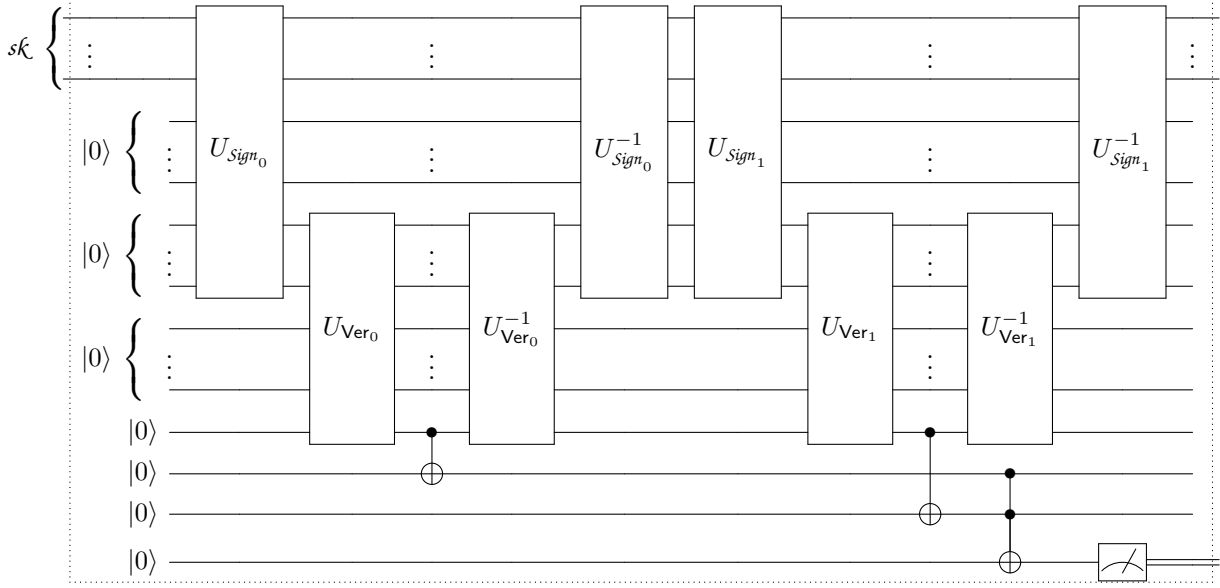 sk
|0⟩
|0⟩
|0⟩
|0⟩
|0⟩
|0⟩
|0⟩
U_{Sign_0}
U_{Ver_0}
U_{Ver_0}^{-1}
U_{Sign_0}^{-1}
U_{Sign_1}
U_{Ver_1}
U_{Ver_1}^{-1}
U_{Sign_1}^{-1}